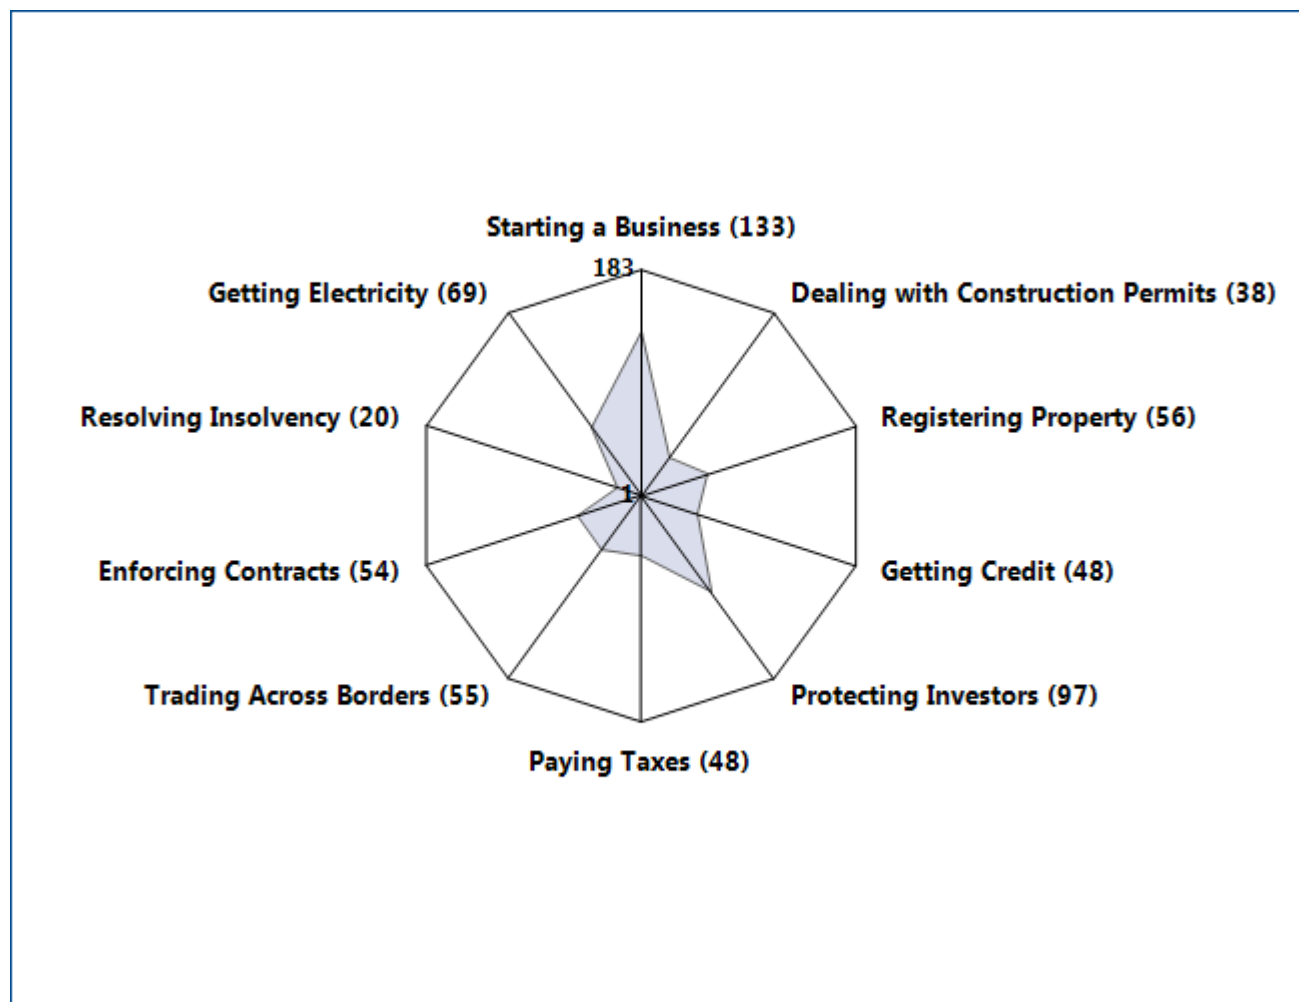 Starting a Business (133)
183
Getting Electricity (69)
Dealing with Construction Permits (38)
Resolving Insolvency (20)
Registering Property (56)
1
Enforcing Contracts (54)
Getting Credit (48)
Trading Across Borders (55)
Protecting Investors (97)
Paying Taxes (48)